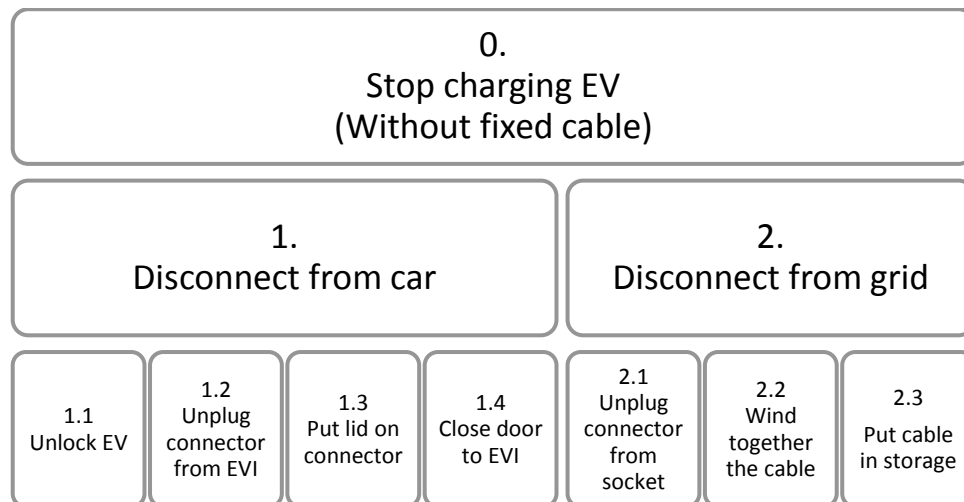 0.
Stop charging EV
(Without fixed cable)
1.
Disconnect from car
2.
Disconnect from grid
1.1
Unlock EV
1.2
Unplug
connector
from EVI
1.3
Put lid on
connector
1.4
Close door
to EVI
2.1
Unplug
connector
from
socket
2.2
Wind
together
the cable
2.3
Put cable
in storage